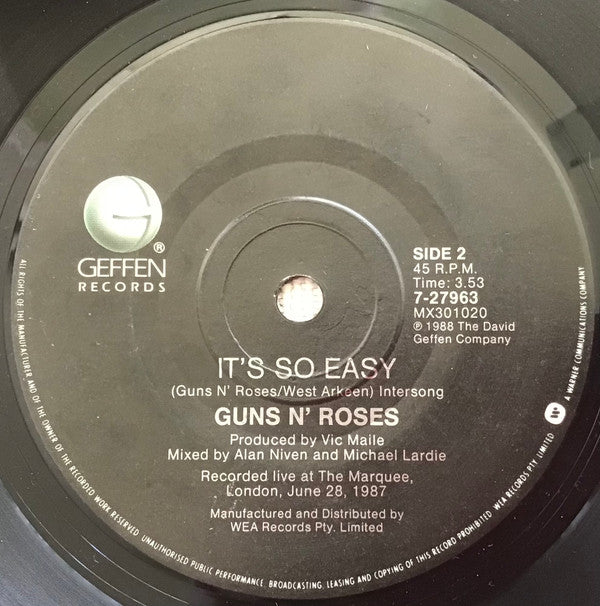 GEFFEN
RECORDS
®
SIDE 2
45 R.P.M.
Time: 3.53
7-27963
MX301020
℗ 1988 The David
Geffen Company
IT'S SO EASY
(Guns N' Roses/West Arkeen) Intersong
GUNS N' ROSES
Produced by Vic Maile
Mixed by Alan Niven and Michael Lardie
Recorded live at The Marquee,
London, June 28, 1987
Manufactured and Distributed by
WEA Records Pty. Limited
ALL RIGHTS OF THE MANUFACTURER AND OF THE OWNER OF THE RECORDED WORK RESERVED. UNAUTHORISED PUBLIC PERFORMANCE, BROADCASTING, LEASING AND COPYING OF THIS RECORD PROHIBITED. WEA RECORDS PTY. LIMITED
A WARNER COMMUNICATIONS COMPANY